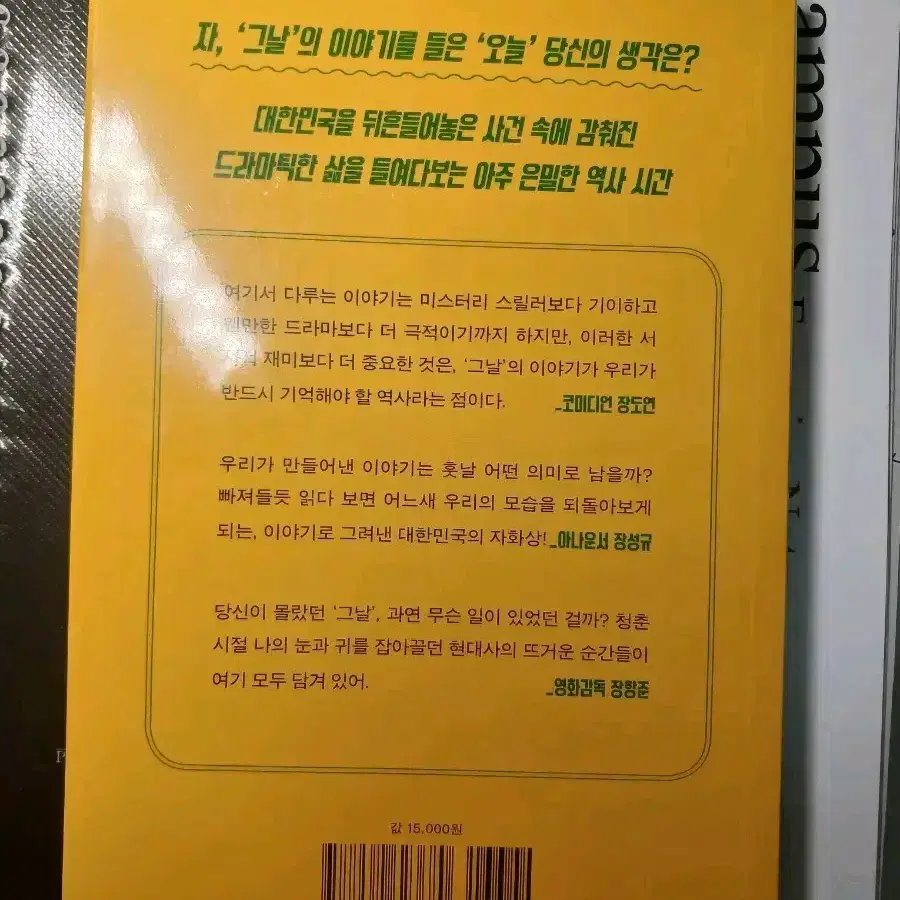 자, '그날'의 이야기를 들은 '오늘' 당신의 생각은?
대한민국을 뒤흔들어놓은 사건 속에 감춰진
드라마틱한 삶을 들여다보는 아주 은밀한 역사 시간
여기서 다루는 이야기는 미스터리 스릴러보다 기이하고
웬만한 드라마보다 더 극적이기까지 하지만, 이러한 서
재미보다 더 중요한 것은, '그날'의 이야기가 우리가
반드시 기억해야 할 역사라는 점이다. _코미디언 장도연
우리가 만들어낸 이야기는 훗날 어떤 의미로 남을까?
빠져들듯 읽다 보면 어느새 우리의 모습을 되돌아보게
되는, 이야기로 그려낸 대한민국의 자화상! _아나운서 장성규
당신이 몰랐던 '그날', 과연 무슨 일이 있었던 걸까? 청춘
시절 나의 눈과 귀를 잡아끌던 현대사의 뜨거운 순간들이
여기 모두 담겨 있어. _영화감독 장항준
값 15,000원
ampus